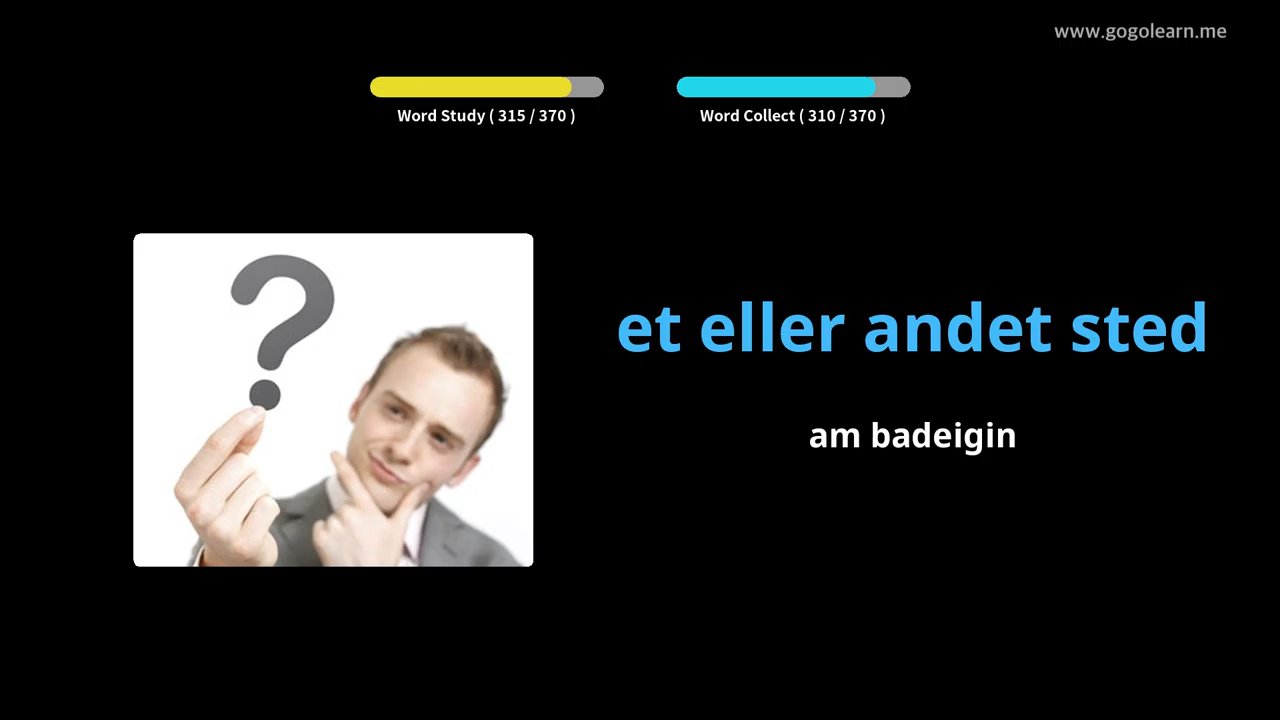 www.gogolearn.me
Word Study ( 315 / 370 )
Word Collect ( 310 / 370 )
?
et eller andet sted
am badeigin